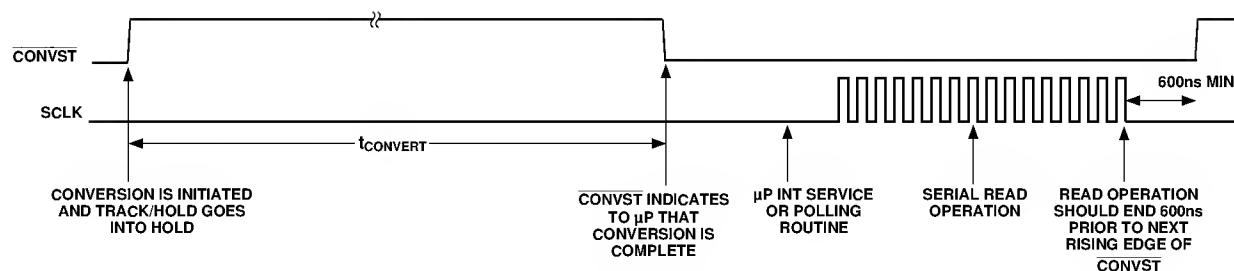 CONVST
600ns MIN
SCLK
tCONVERT
CONVERSION IS INITIATED
AND TRACK/HOLD GOES
INTO HOLD
CONVST INDICATES
TO µP THAT
CONVERSION IS
COMPLETE
µP INT SERVICE
OR POLLING
ROUTINE
SERIAL READ
OPERATION
READ OPERATION
SHOULD END 600ns
PRIOR TO NEXT
RISING EDGE OF
CONVST